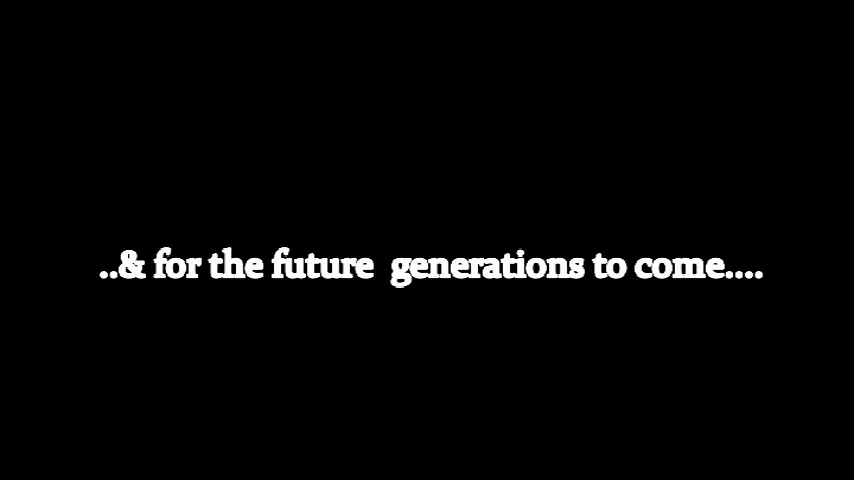 ..& for the future  generations to come....